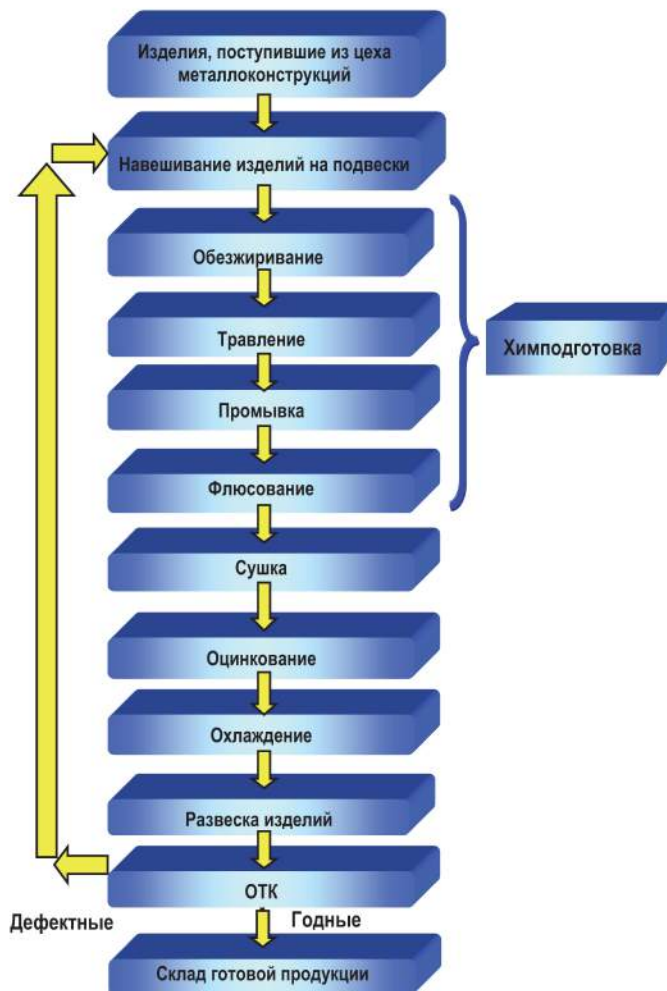 Изделия, поступившие из цеха
металлоконструкций
Навешивание изделий на подвески
Обезжиривание
Травление
Химподготовка
Промывка
Флюсование
Сушка
Оцинкование
Охлаждение
Развеска изделий
ОТК
Дефектные
Годные
Склад готовой продукции